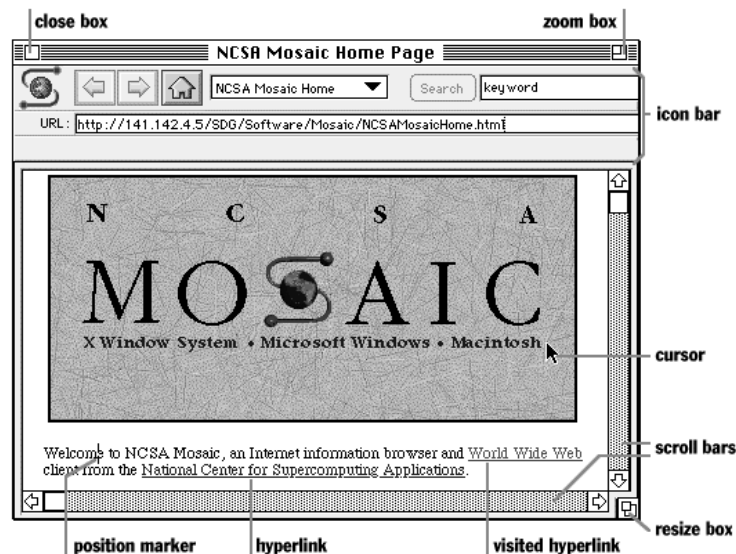 close box
zoom box
NCSA Mosaic Home Page
NCSA Mosaic Home
Search
keyword
icon bar
URL: http://141.142.4.5/SDG/Software/Mosaic/NCSAMosaicHome.html
N C S A
MOSAIC
X Window System • Microsoft Windows • Macintosh
cursor
Welcome to NCSA Mosaic, an Internet information browser and World Wide Web
client from the National Center for Supercomputing Applications.
scroll bars
resize box
position marker
hyperlink
visited hyperlink